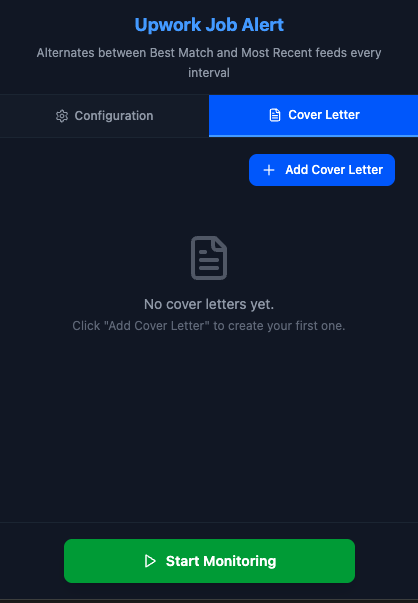 Upwork Job Alert
Alternates between Best Match and Most Recent feeds every
interval
Configuration
Cover Letter
Add Cover Letter
No cover letters yet.
Click "Add Cover Letter" to create your first one.
Start Monitoring